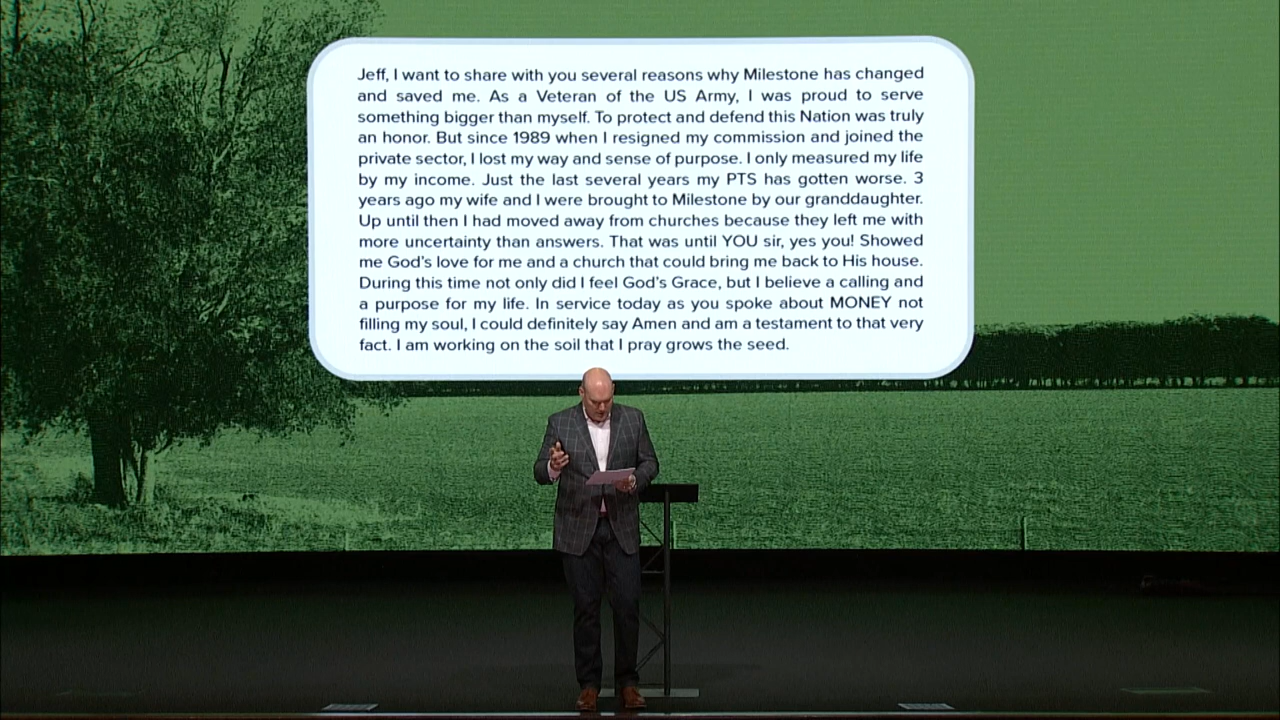 Jeff, I want to share with you several reasons why Milestone has changed
and saved me. As a Veteran of the US Army, I was proud to serve
something bigger than myself. To protect and defend this Nation was truly
an honor. But since 1989 when I resigned my commission and joined the
private sector, I lost my way and sense of purpose. I only measured my life
by my income. Just the last several years my PTS has gotten worse. 3
years ago my wife and I were brought to Milestone by our granddaughter.
Up until then I had moved away from churches because they left me with
more uncertainty than answers. That was until YOU sir, yes you! Showed
me God's love for me and a church that could bring me back to His house.
During this time not only did I feel God's Grace, but I believe a calling and
a purpose for my life. In service today as you spoke about MONEY not
filling my soul, I could definitely say Amen and am a testament to that very
fact. I am working on the soil that I pray grows the seed.